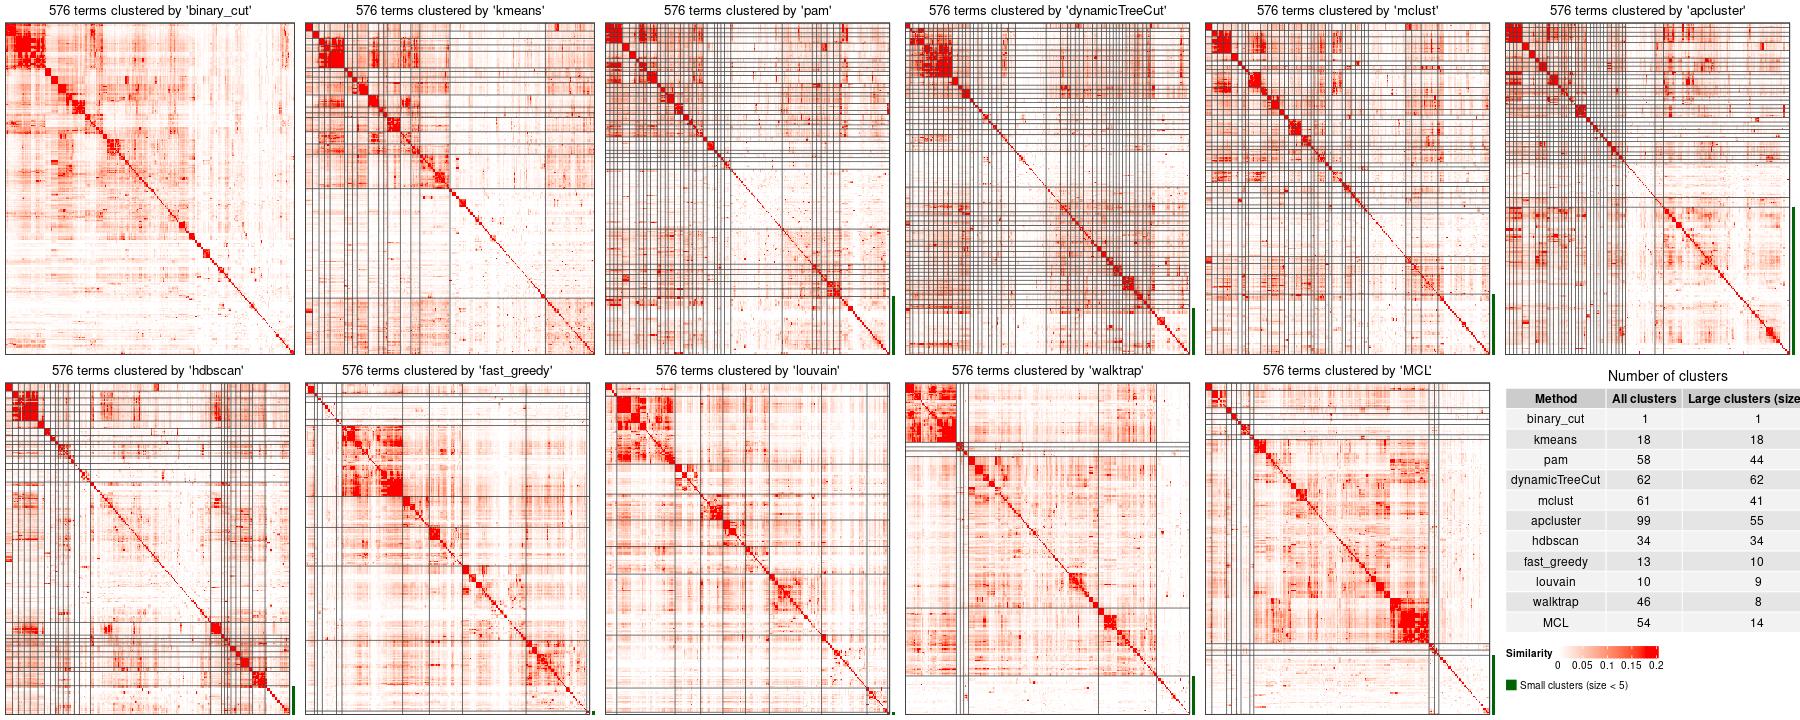 576 terms clustered by 'binary_cut'
576 terms clustered by 'kmeans'
576 terms clustered by 'pam'
576 terms clustered by 'dynamicTreeCut'
576 terms clustered by 'mclust'
576 terms clustered by 'apcluster'
576 terms clustered by 'hdbscan'
576 terms clustered by 'fast_greedy'
576 terms clustered by 'louvain'
576 terms clustered by 'walktrap'
576 terms clustered by 'MCL'
Number of clusters
Method All clusters Large clusters (size
binary_cut 1 1
kmeans 18 18
pam 58 44
dynamicTreeCut 62 62
mclust 61 41
apcluster 99 55
hdbscan 34 34
fast_greedy 13 10
louvain 10 9
walktrap 46 8
MCL 54 14
Similarity
0 0.05 0.1 0.15 0.2
Small clusters (size < 5)